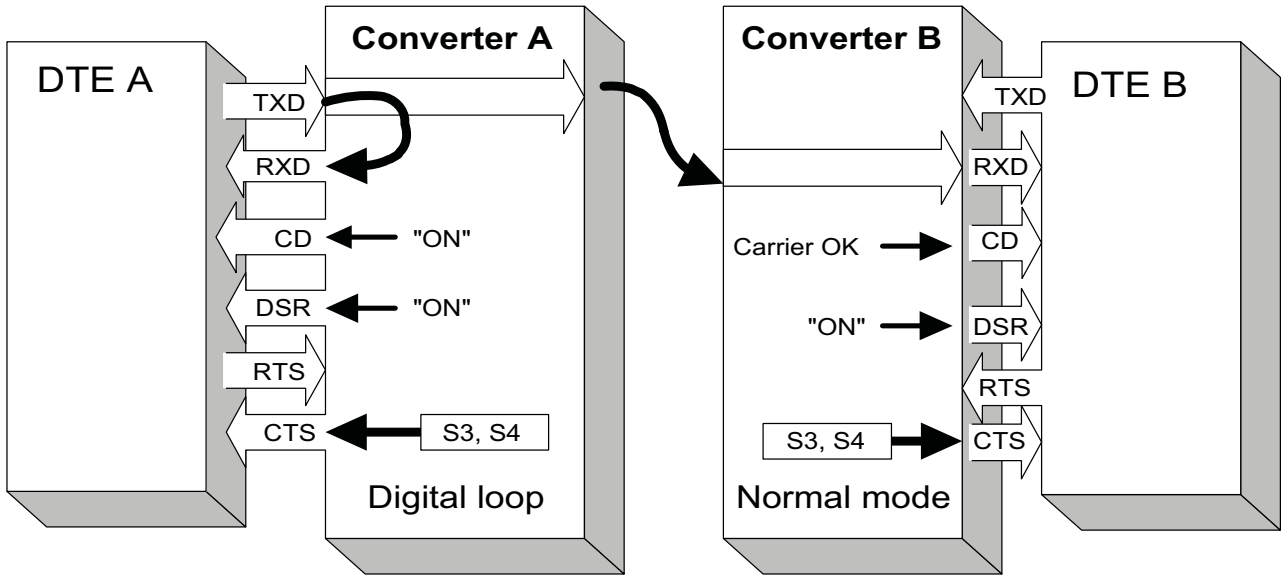 DTE A
TXD
RXD
CD
DSR
RTS
CTS
Converter A
"ON"
"ON"
S3, S4
Digital loop
Converter B
Carrier OK
"ON"
S3, S4
Normal mode
TXD
RXD
CD
DSR
RTS
CTS
DTE B